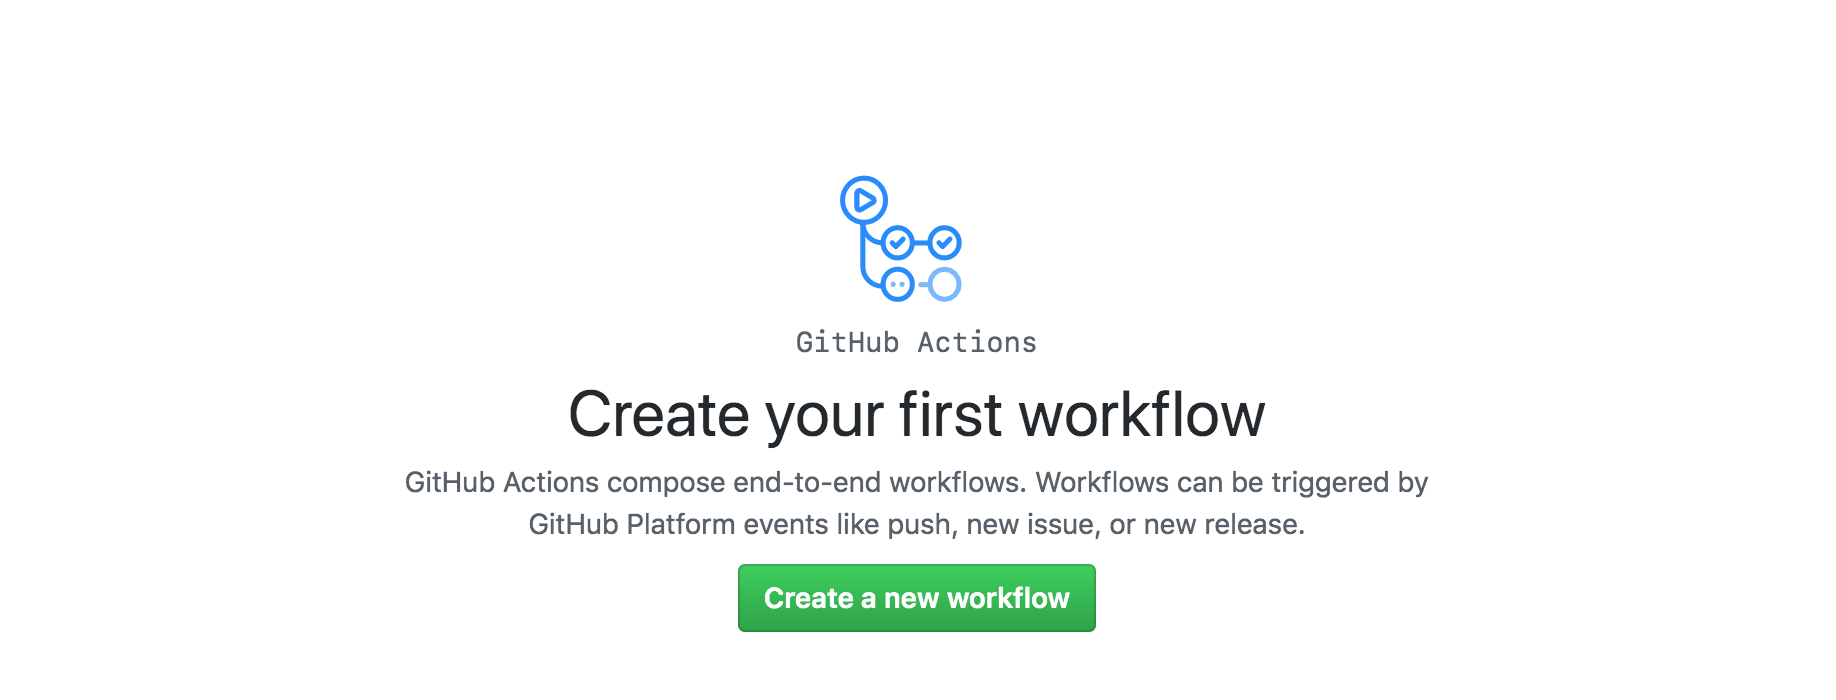 GitHub Actions
Create your first workflow
GitHub Actions compose end-to-end workflows. Workflows can be triggered by
GitHub Platform events like push, new issue, or new release.
Create a new workflow